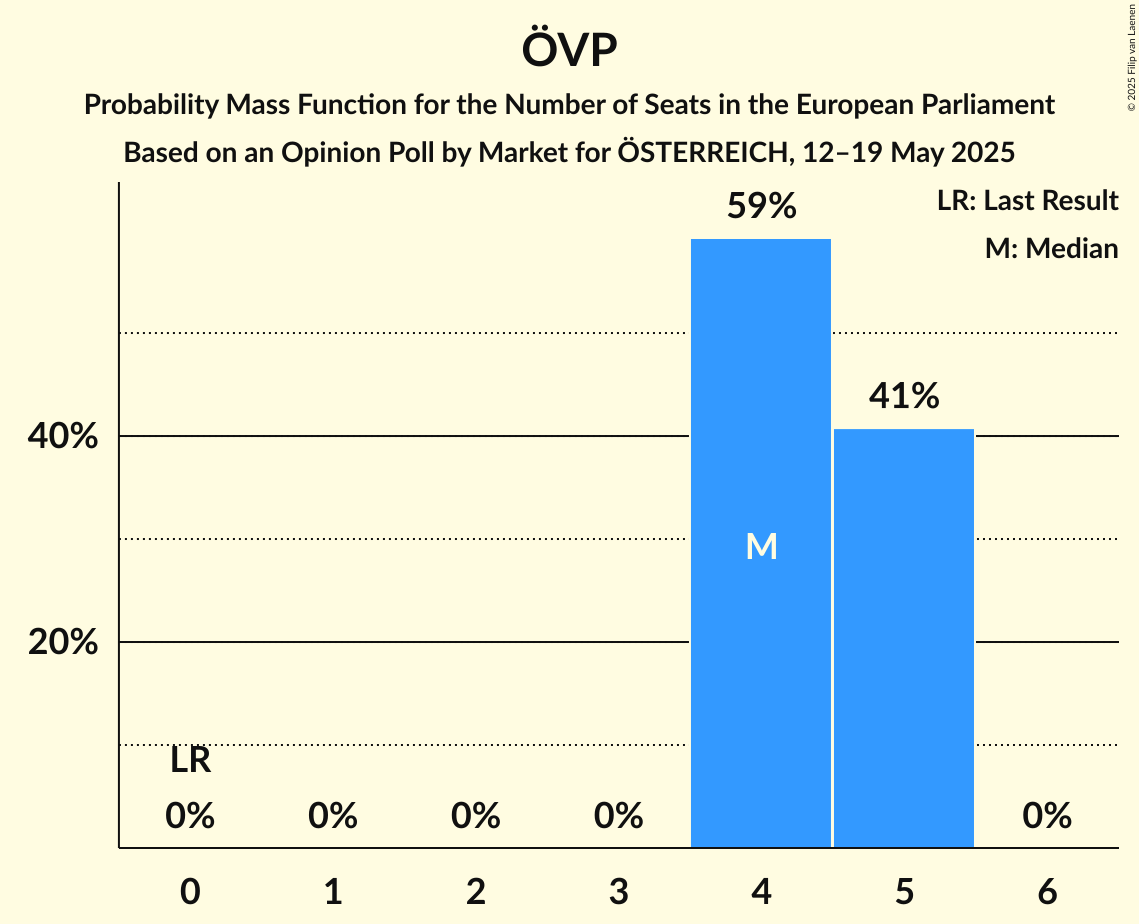 ÖVP
Probability Mass Function for the Number of Seats in the European Parliament
Based on an Opinion Poll by Market for ÖSTERREICH, 12–19 May 2025
© 2025 Filip van Laenen
LR: Last Result
M: Median
59%
41%
40%
M
20%
LR
0% 0% 0% 0% 0%
0 1 2 3 4 5 6